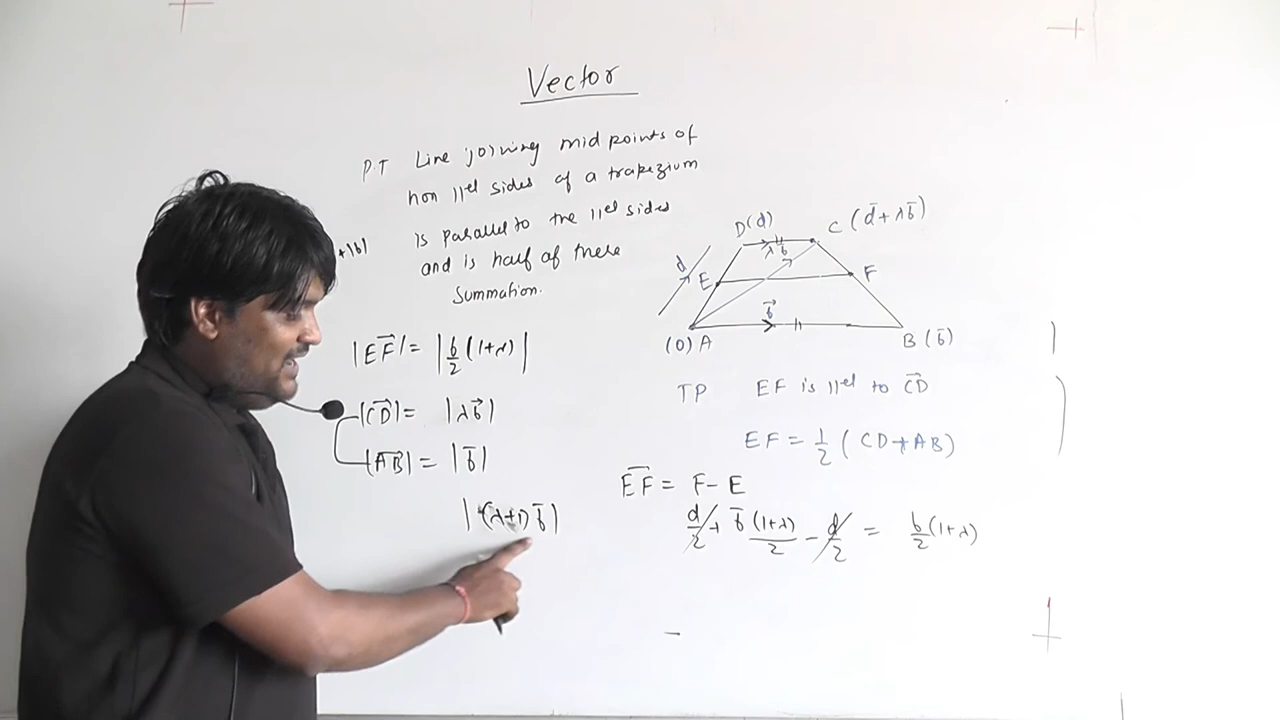 Vector
P.T Line joining mid points of
non ||el sides of a trapezium
is parallel to the ||el sides
and is half of there
Summation.
+|b|
D(d)
C (d̄ + λb̄)
d
λb̄
E
F
b⃗
(0) A
B (b̄)
|EF⃗| = |b/2 (1+λ)|
|CD⃗| = |λb⃗|
|AB| = |b̄|
|(λ+1) b̄|
TP EF is ||el to CD⃗
EF = 1/2 (CD + AB)
EF⃗ = F - E
d/2 + b̄ (1+λ)/2 - d/2 = b/2 (1+λ)